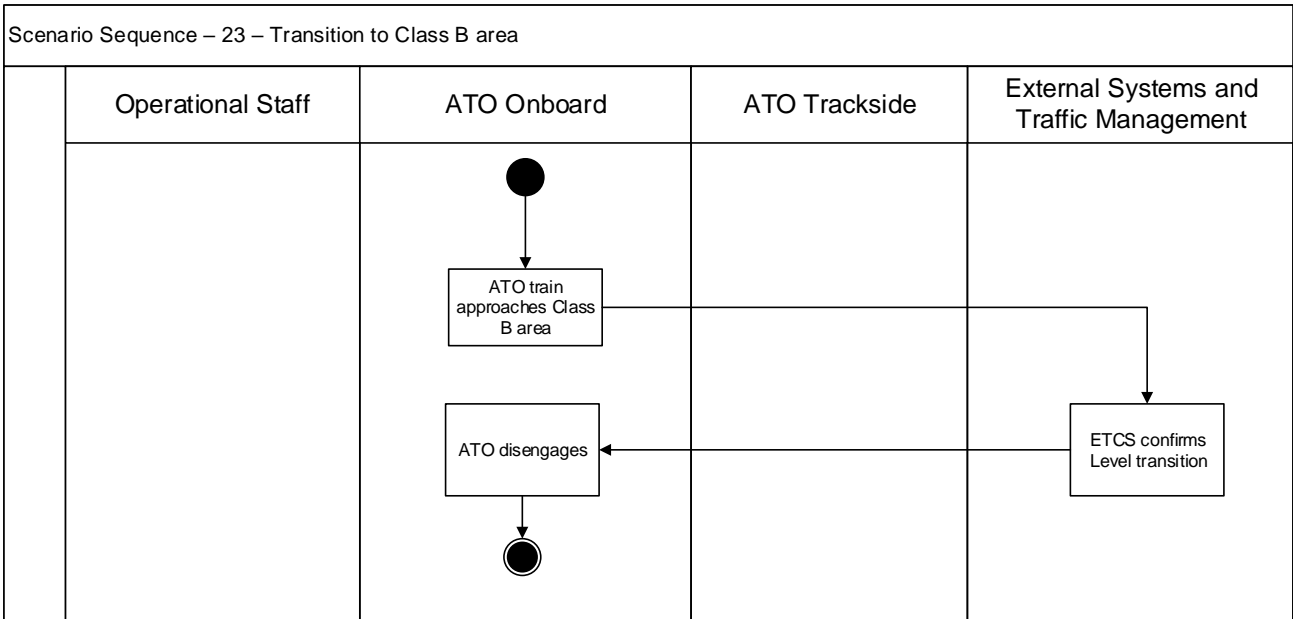 Scenario Sequence – 23 – Transition to Class B area
Operational Staff
ATO Onboard
ATO Trackside
External Systems and
Traffic Management
ATO train
approaches Class
B area
ATO disengages
ETCS confirms
Level transition